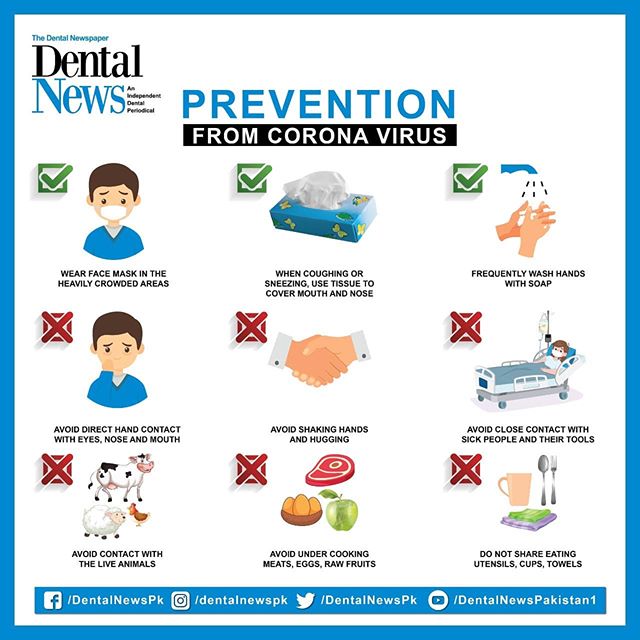 The Dental Newspaper
Dental
News
An
Independent
Dental
Periodical
PREVENTION
FROM CORONA VIRUS
WEAR FACE MASK IN THE
HEAVILY CROWDED AREAS
WHEN COUGHING OR
SNEEZING, USE TISSUE TO
COVER MOUTH AND NOSE
FREQUENTLY WASH HANDS
WITH SOAP
AVOID DIRECT HAND CONTACT
WITH EYES, NOSE AND MOUTH
AVOID SHAKING HANDS
AND HUGGING
AVOID CLOSE CONTACT WITH
SICK PEOPLE AND THEIR TOOLS
AVOID CONTACT WITH
THE LIVE ANIMALS
AVOID UNDER COOKING
MEATS, EGGS, RAW FRUITS
DO NOT SHARE EATING
UTENSILS, CUPS, TOWELS
/DentalNewsPk /dentalnewspk /DentalNewsPk /DentalNewsPakistan1